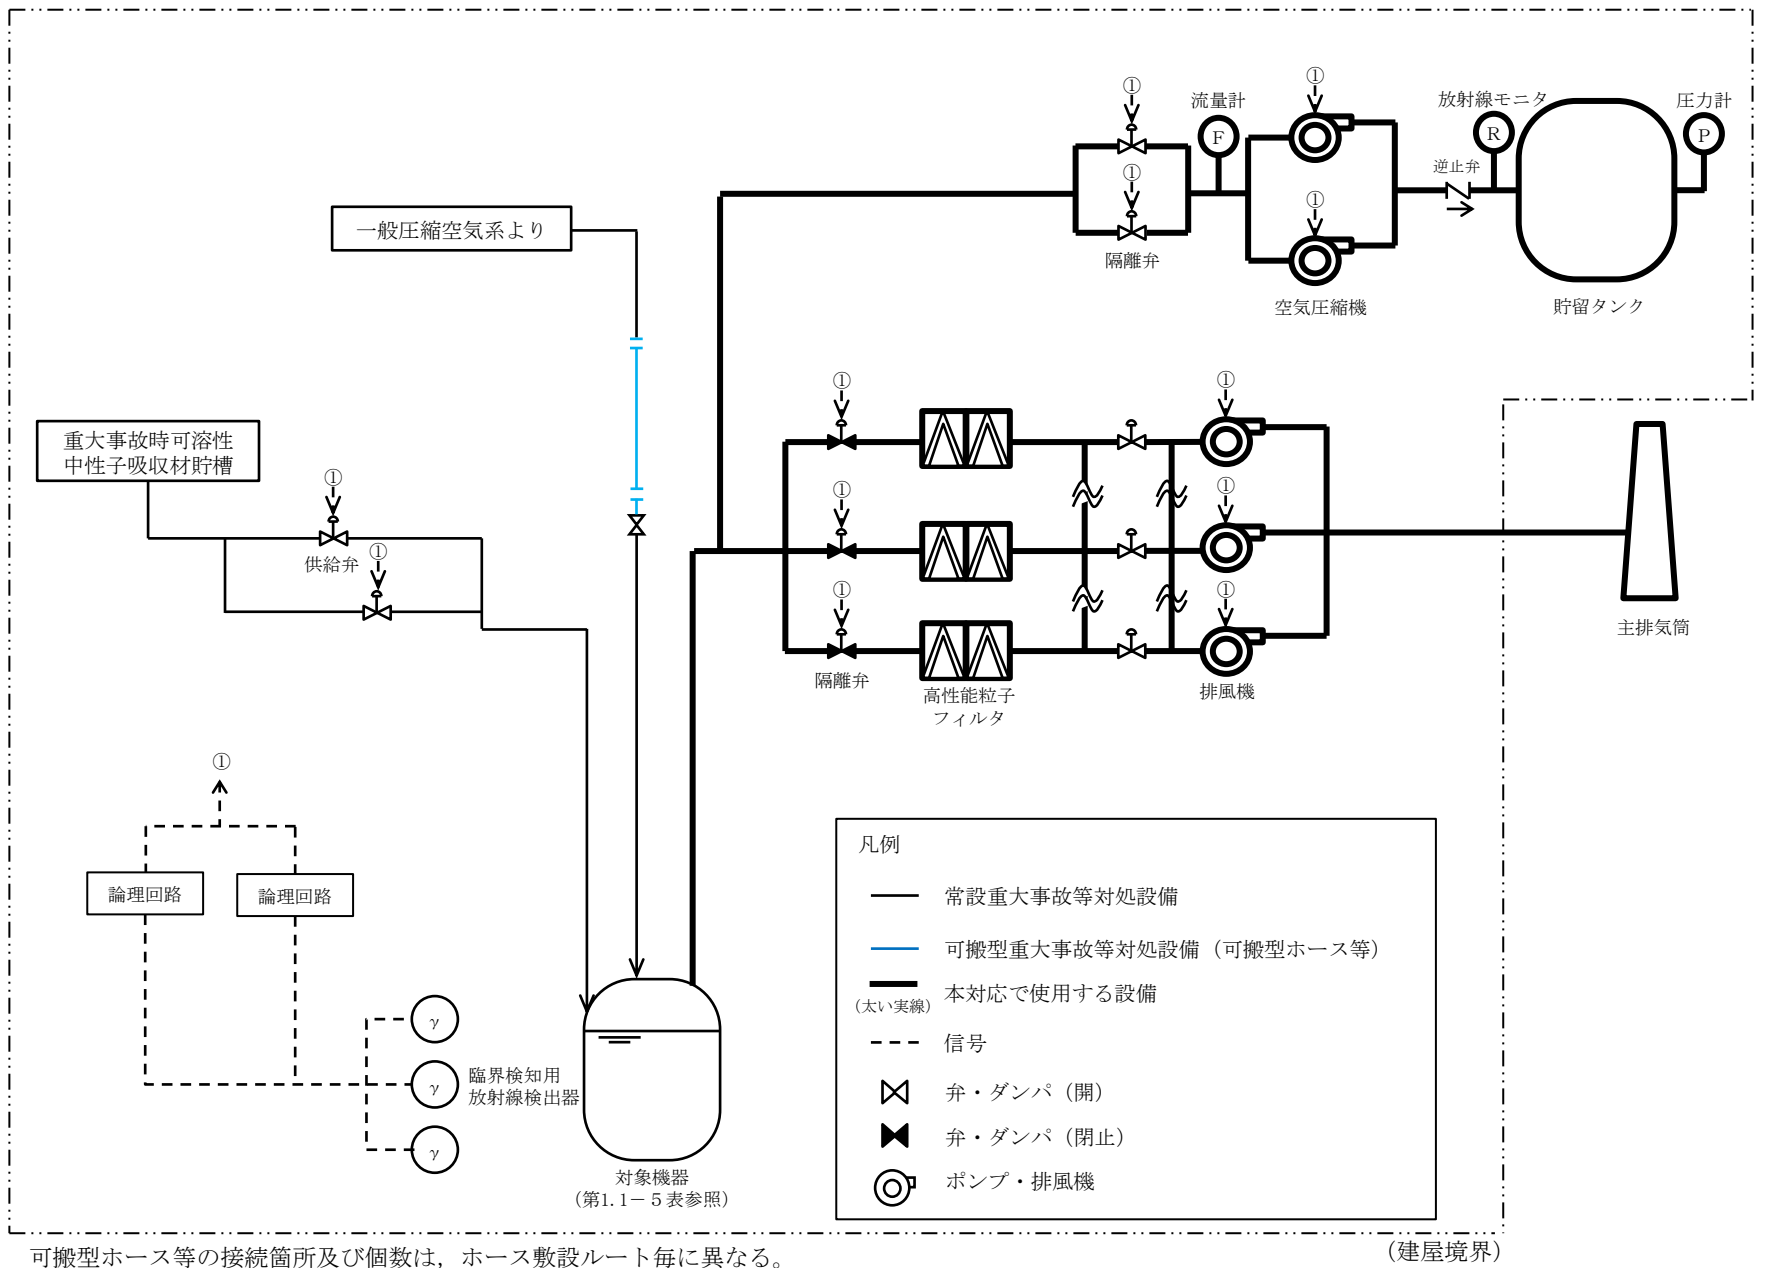 ①
①
流量計
放射線モニタ
圧力計
F
R
P
逆止弁
①
①
一般圧縮空気系より
隔離弁
空気圧縮機
貯留タンク
①
①
重大事故時可溶性
中性子吸収材貯槽
①
①
①
供給弁
①
①
①
隔離弁
高性能粒子
フィルタ
排風機
主排気筒
①
論理回路
論理回路
γ
γ
γ
臨界検知用
放射線検出器
対象機器
（第1.1－５表参照）
凡例
常設重大事故等対処設備
可搬型重大事故等対処設備（可搬型ホース等）
（太い実線）
本対応で使用する設備
信号
弁・ダンパ（開）
弁・ダンパ（閉止）
ポンプ・排風機
（建屋境界）
可搬型ホース等の接続箇所及び個数は，ホース敷設ルート毎に異なる。